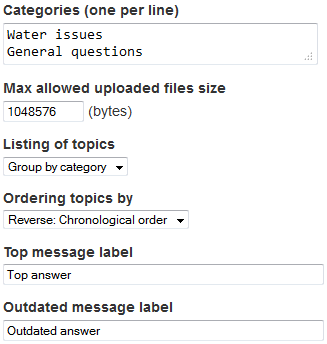 Categories (one per line)
Water issues
General questions
Max allowed uploaded files size
1048576 (bytes)
Listing of topics
Group by category
Ordering topics by
Reverse: Chronological order
Top message label
Top answer
Outdated message label
Outdated answer